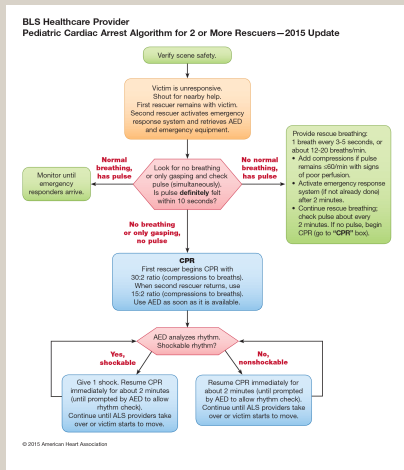 BLS Healthcare Provider
Pediatric Cardiac Arrest Algorithm for 2 or More Rescuers—2015 Update
Verify scene safety.
Victim is unresponsive.
Shout for nearby help.
First rescuer remains with victim.
Second rescuer activates emergency
response system and retrieves AED
and emergency equipment.
Normal
breathing,
has pulse
Monitor until
emergency
responders arrive.
Look for no breathing
or only gasping and check
pulse (simultaneously).
Is pulse definitely felt
within 10 seconds?
No normal
breathing,
has pulse
Provide rescue breathing:
1 breath every 3-5 seconds, or
about 12-20 breaths/min.
• Add compressions if pulse
remains ≤60/min with signs
of poor perfusion.
• Activate emergency response
system (if not already done)
after 2 minutes.
• Continue rescue breathing;
check pulse about every
2 minutes. If no pulse, begin
CPR (go to “CPR” box).
No breathing
or only gasping,
no pulse
CPR
First rescuer begins CPR with
30:2 ratio (compressions to breaths).
When second rescuer returns, use
15:2 ratio (compressions to breaths).
Use AED as soon as it is available.
AED analyzes rhythm.
Shockable rhythm?
Yes,
shockable
No,
nonshockable
Give 1 shock. Resume CPR
immediately for about 2 minutes
(until prompted by AED to allow
rhythm check).
Continue until ALS providers take
over or victim starts to move.
Resume CPR immediately for
about 2 minutes (until prompted
by AED to allow rhythm check).
Continue until ALS providers take
over or victim starts to move.
© 2015 American Heart Association